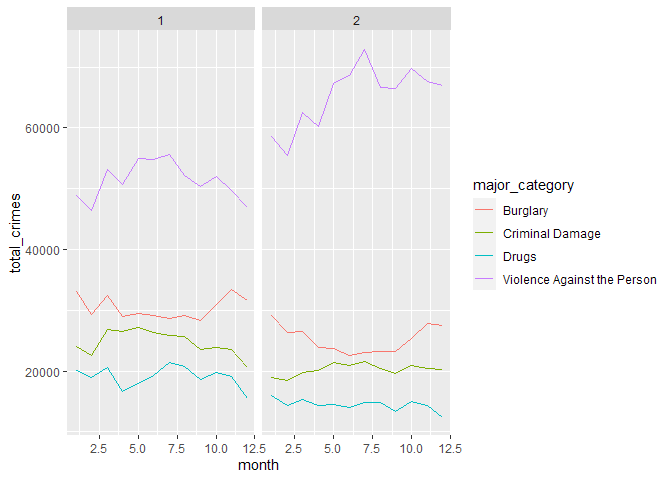 1 2
total_crimes
60000
40000
20000
2.5 5.0 7.5 10.0 12.5 2.5 5.0 7.5 10.0 12.5
month
major_category
Burglary
Criminal Damage
Drugs
Violence Against the Person